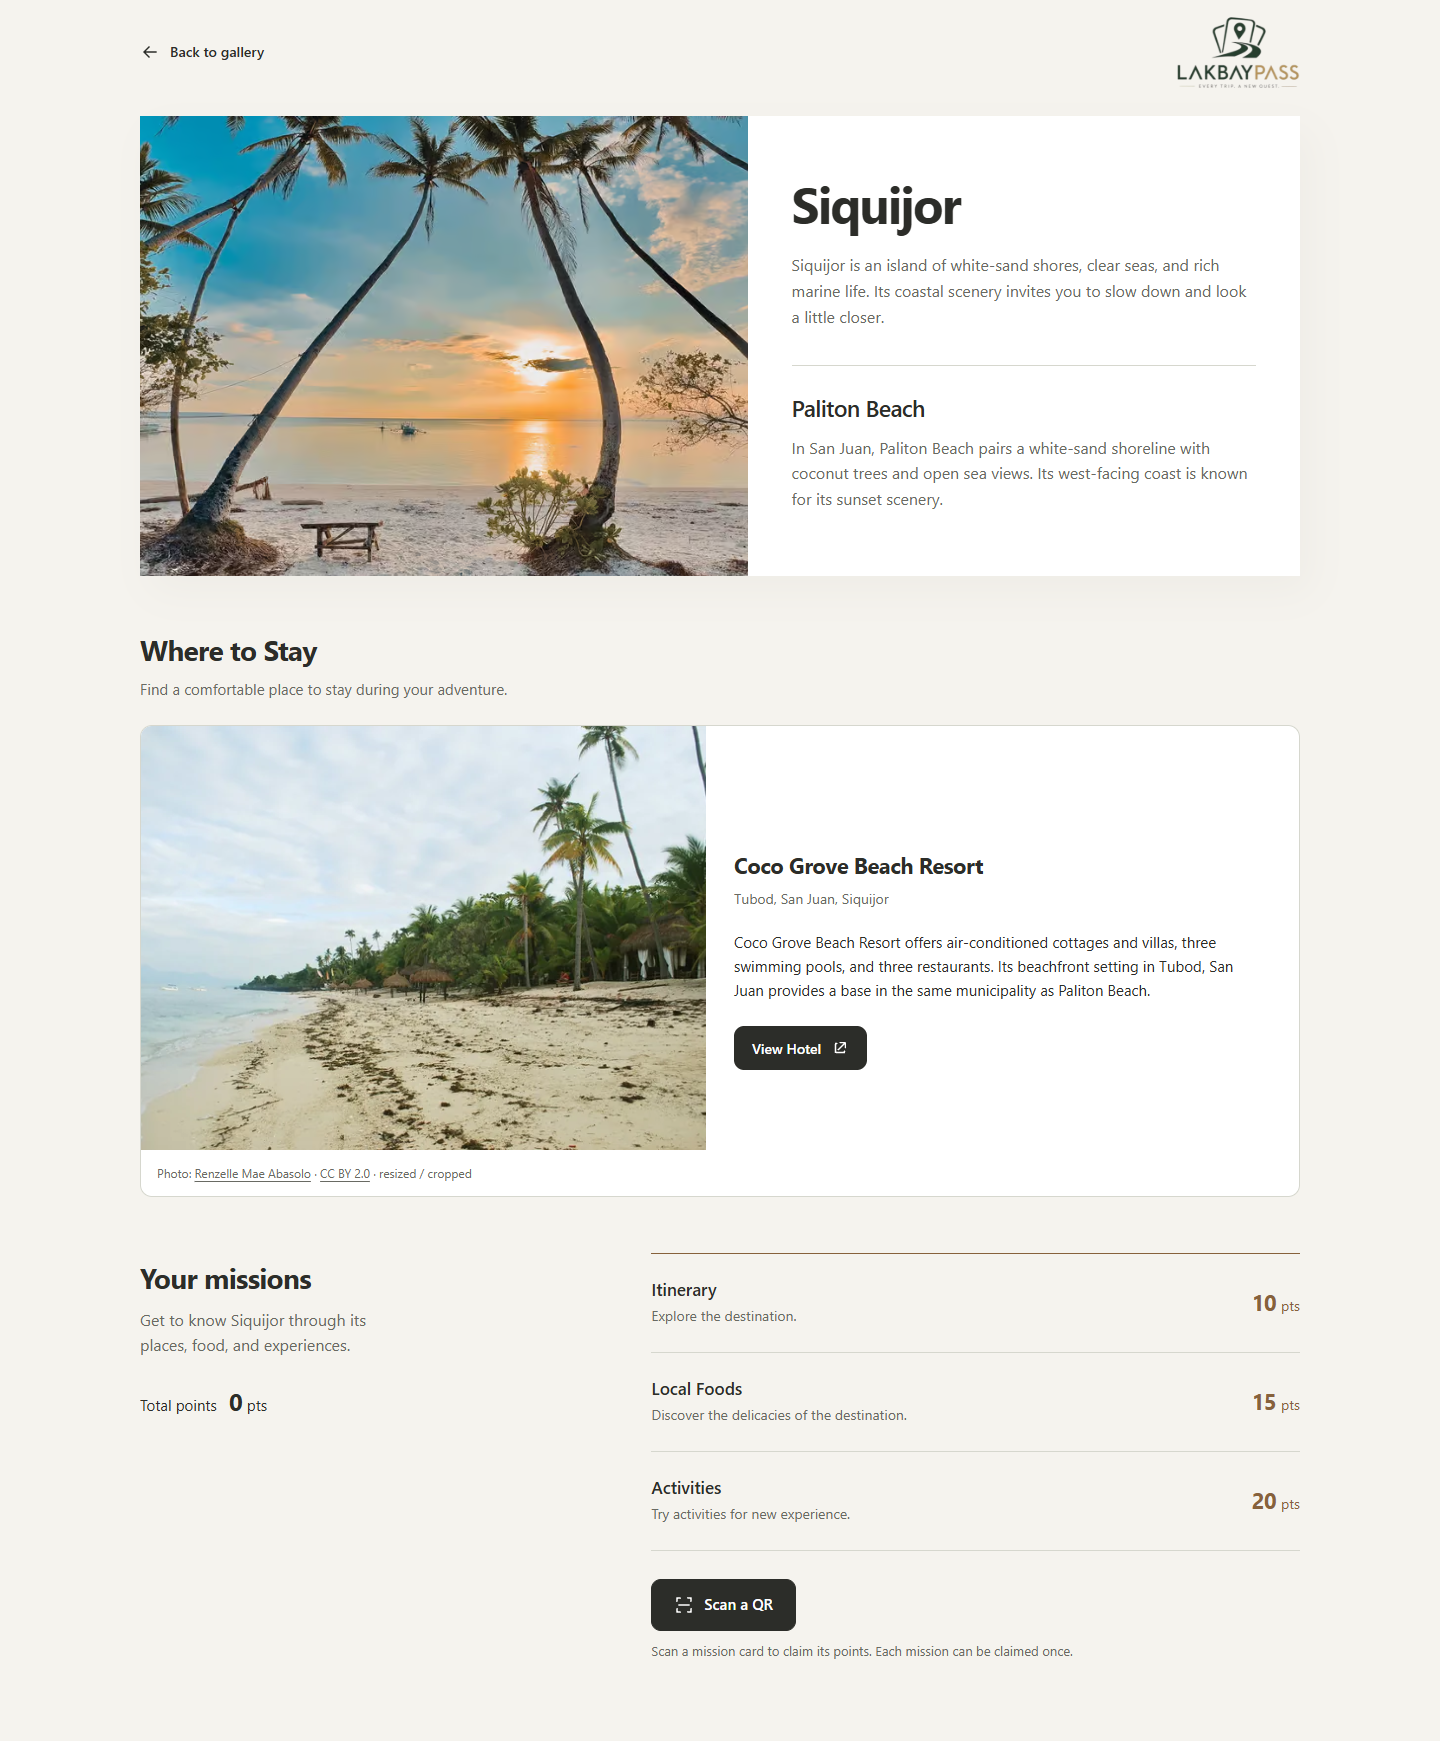 Back to gallery
LAKBAYPASS
EVERY TRIP. A NEW QUEST.
Siquijor
Siquijor is an island of white-sand shores, clear seas, and rich
marine life. Its coastal scenery invites you to slow down and look
a little closer.
Paliton Beach
In San Juan, Paliton Beach pairs a white-sand shoreline with
coconut trees and open sea views. Its west-facing coast is known
for its sunset scenery.
Where to Stay
Find a comfortable place to stay during your adventure.
Coco Grove Beach Resort
Tubod, San Juan, Siquijor
Coco Grove Beach Resort offers air-conditioned cottages and villas, three
swimming pools, and three restaurants. Its beachfront setting in Tubod, San
Juan provides a base in the same municipality as Paliton Beach.
View Hotel
Photo: Renzelle Mae Abasolo · CC BY 2.0 · resized / cropped
Your missions
Get to know Siquijor through its
places, food, and experiences.
Total points 0 pts
Itinerary
Explore the destination.
10 pts
Local Foods
Discover the delicacies of the destination.
15 pts
Activities
Try activities for new experience.
20 pts
Scan a QR
Scan a mission card to claim its points. Each mission can be claimed once.